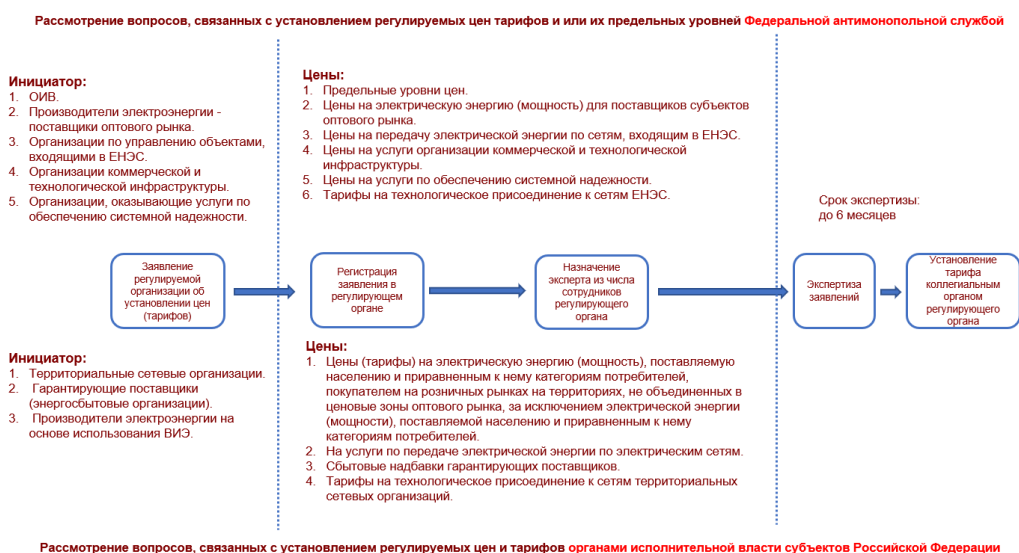 Рассмотрение вопросов, связанных с установлением регулируемых цен тарифов и или их предельных уровней Федеральной антимонопольной службой
Инициатор:
1. ОИВ.
2. Производители электроэнергии -
поставщики оптового рынка.
3. Организации по управлению объектами,
входящими в ЕНЭС.
4. Организации коммерческой и
технологической инфраструктуры.
5. Организации, оказывающие услуги по
обеспечению системной надежности.
Цены:
1. Предельные уровни цен.
2. Цены на электрическую энергию (мощность) для поставщиков субъектов
оптового рынка.
3. Цены на передачу электрической энергии по сетям, входящим в ЕНЭС.
4. Цены на услуги организации коммерческой и технологической
инфраструктуры.
5. Цены на услуги по обеспечению системной надежности.
6. Тарифы на технологическое присоединение к сетям ЕНЭС.
Срок экспертизы:
до 6 месяцев
Заявление
регулируемой
организации об
установлении цен
(тарифов)
Регистрация
заявления в
регулирующем
органе
Назначение
эксперта из числа
сотрудников
регулирующего
органа
Экспертиза
заявлений
Установление
тарифа
коллегиальным
органом
регулирующего
органа
Инициатор:
1. Территориальные сетевые организации.
2. Гарантирующие поставщики
(энергосбытовые организации).
3. Производители электроэнергии на
основе использования ВИЭ.
Цены:
1. Цены (тарифы) на электрическую энергию (мощность), поставляемую
населению и приравненным к нему категориям потребителей,
покупателем на розничных рынках на территориях, не объединенных в
ценовые зоны оптового рынка, за исключением электрической энергии
(мощности), поставляемой населению и приравненным к нему
категориям потребителей.
2. На услуги по передаче электрической энергии по электрическим сетям.
3. Сбытовые надбавки гарантирующих поставщиков.
4. Тарифы на технологическое присоединение к сетям территориальных
сетевых организаций.
Рассмотрение вопросов, связанных с установлением регулируемых цен и тарифов органами исполнительной власти субъектов Российской Федерации